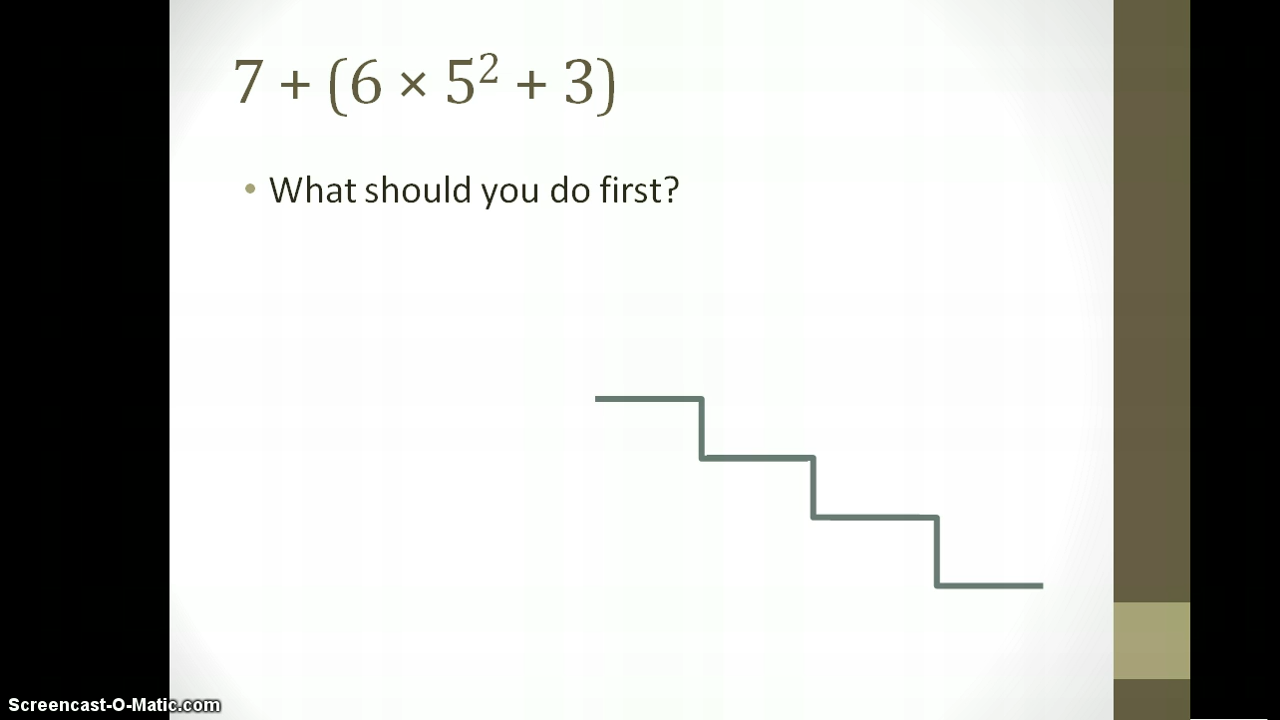 7 + (6 × 5² + 3)
• What should you do first?
Screencast-O-Matic.com